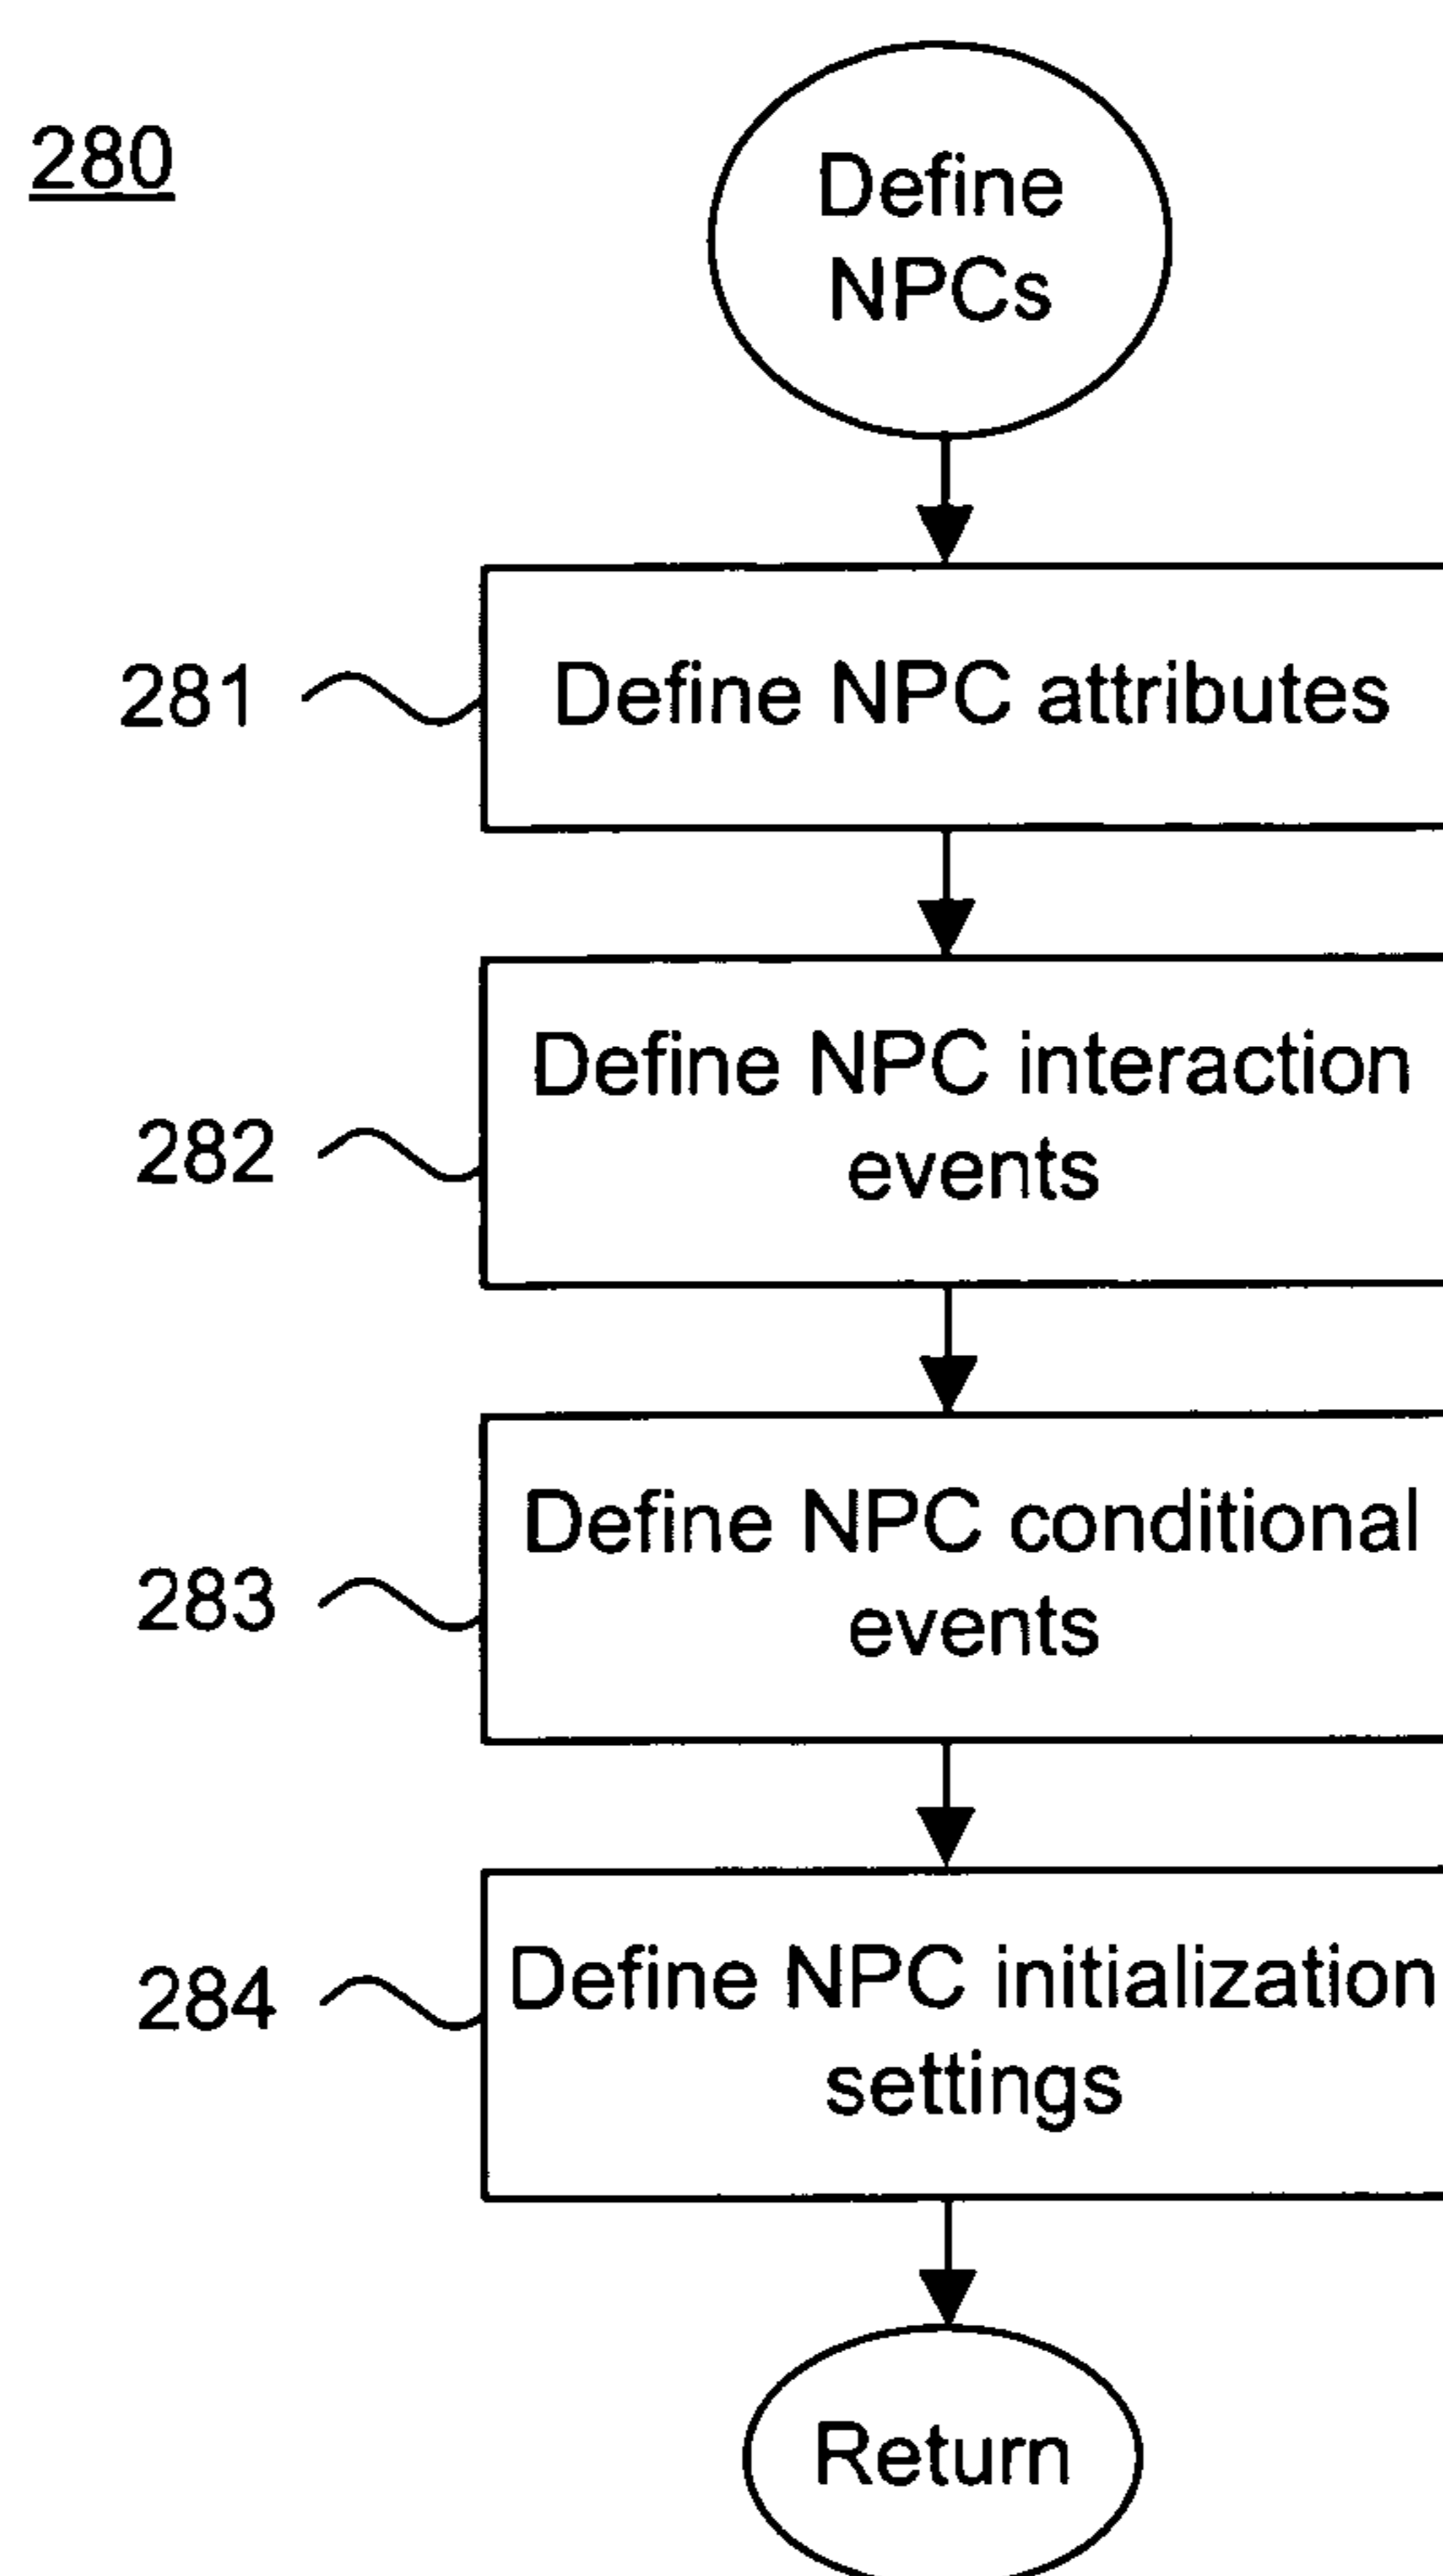 280
Define
NPCs
281
Define NPC attributes
Define NPC interaction
282
events
Define NPC conditional
283
events
284
Define NPC initialization
settings
Return